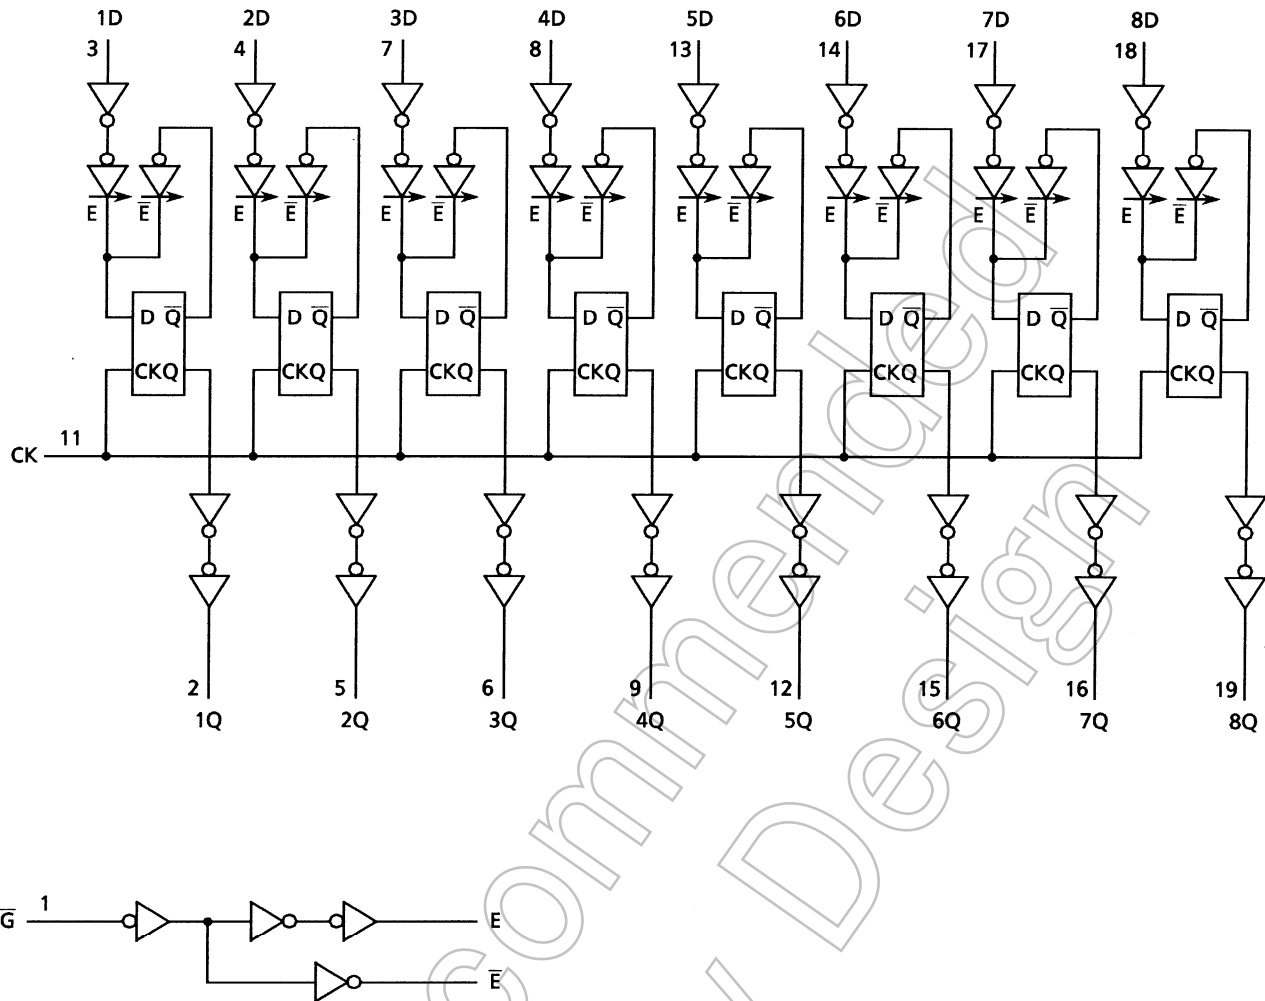 1D 2D 3D 4D 5D 6D 7D 8D
3 4 7 8 13 14 17 18
E E̅ E E̅ E E̅ E E̅ E E̅ E E̅ E E̅ E E̅
D Q̅ D Q̅ D Q̅ D Q̅ D Q̅ D Q̅ D Q̅ D Q̅
CKQ CKQ CKQ CKQ CKQ CKQ CKQ CKQ
CK 11
2 5 6 9 12 15 16 19
1Q 2Q 3Q 4Q 5Q 6Q 7Q 8Q
G̅ 1 E
E̅
commended
Design